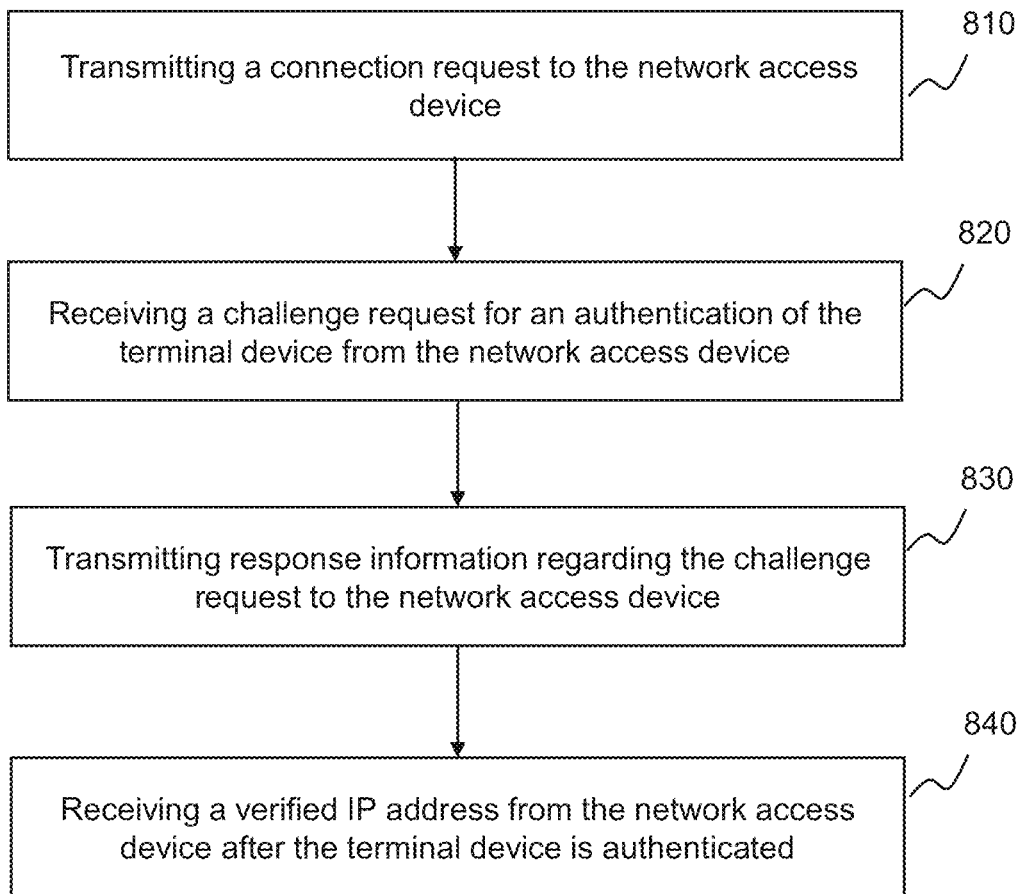 810
Transmitting a connection request to the network access
device
820
Receiving a challenge request for an authentication of the
terminal device from the network access device
830
Transmitting response information regarding the challenge
request to the network access device
840
Receiving a verified IP address from the network access
device after the terminal device is authenticated